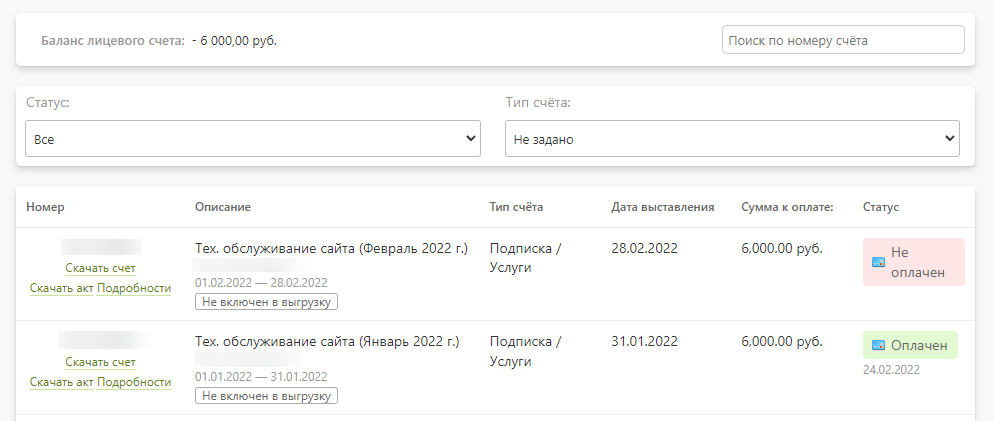 Баланс лицевого счета: - 6 000,00 руб.
Поиск по номеру счёта
Статус:
Тип счёта:
Все
Не задано
Номер
Описание
Тип счёта
Дата выставления
Сумма к оплате:
Статус
Скачать счет
Скачать акт Подробности
Тех. обслуживание сайта (Февраль 2022 г.)
01.02.2022 — 28.02.2022
Не включен в выгрузку
Подписка /
Услуги
28.02.2022
6,000.00 руб.
Не
оплачен
Скачать счет
Скачать акт Подробности
Тех. обслуживание сайта (Январь 2022 г.)
01.01.2022 — 31.01.2022
Не включен в выгрузку
Подписка /
Услуги
31.01.2022
6,000.00 руб.
Оплачен
24.02.2022